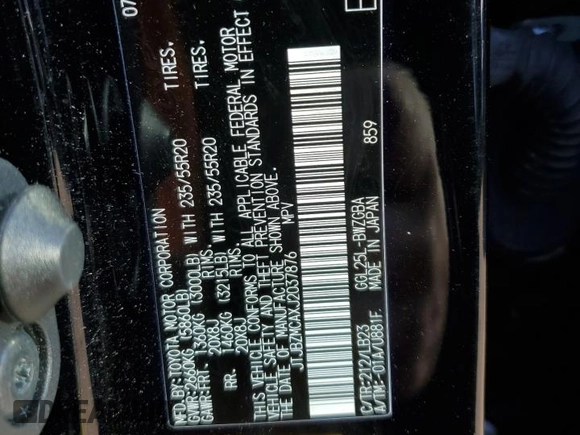 07
MFD. BY:TOYOTA MOTOR CORPORATION
GVWR:2660KG (5860LB)
GAWR:FRT. 1360KG (3000LB) WITH 235/55R20 TIRES,
20X8J RIMS,
RR. 1460KG (3215LB) WITH 235/55R20 TIRES,
20X8J RIMS
THIS VEHICLE CONFORMS TO ALL APPLICABLE FEDERAL MOTOR
VEHICLE SAFETY AND THEFT PREVENTION STANDARDS IN EFFECT ON
THE DATE OF MANUFACTURE SHOWN ABOVE.
MPV
C/TR:202/LB23 GGL25L-BWZGBA
A/TM:-01A/U881F MADE IN JAPAN
859